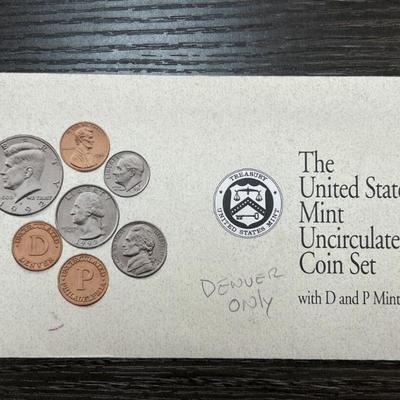 The
United State
Mint
Uncirculate
Coin Set
with D and P Mint
TREASURY
UNITED STATES MINT
DENVER
ONLY
D
DENVER
P
PHILADELPHIA